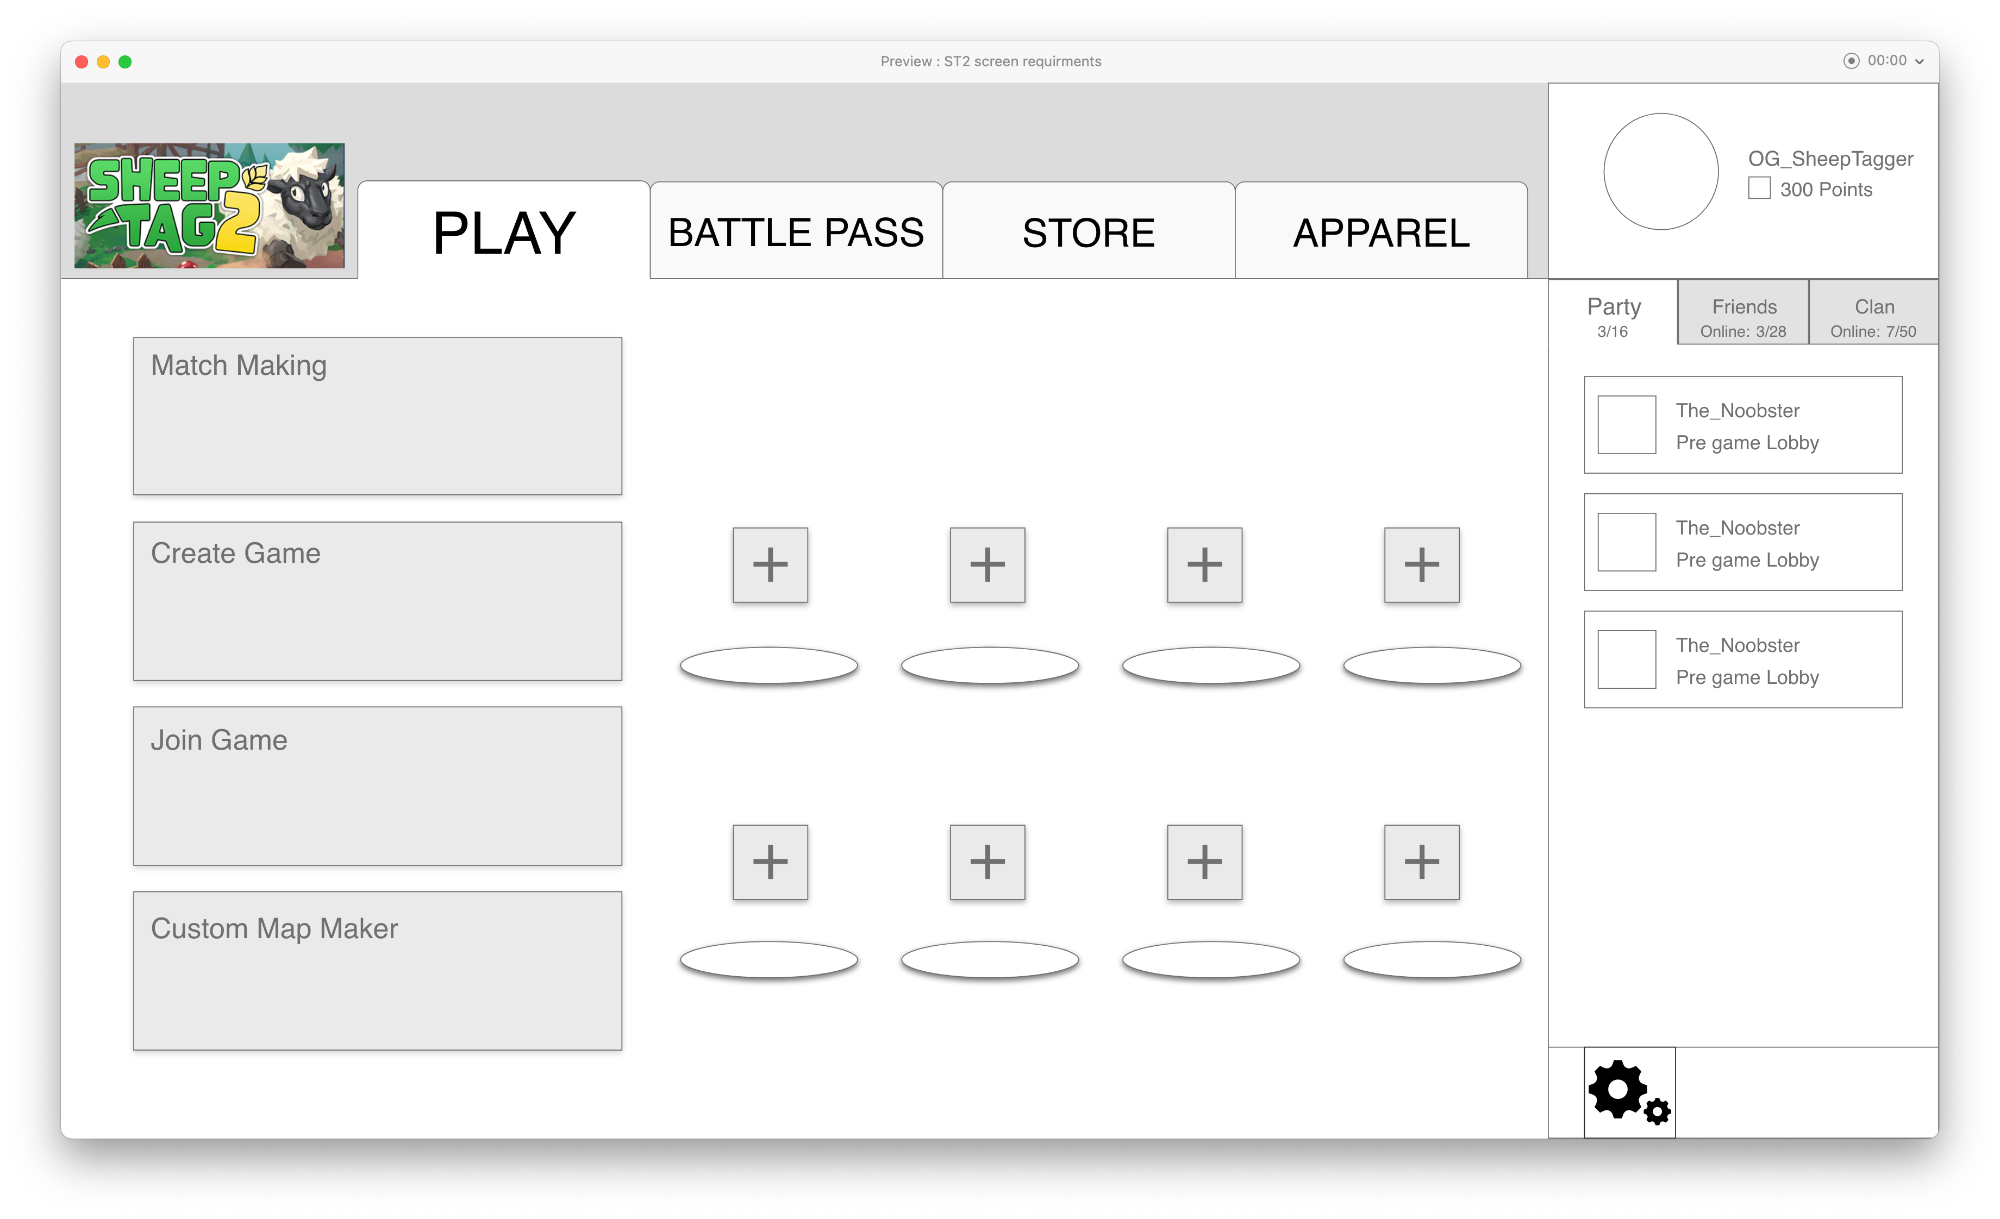 Preview : ST2 screen requirments
00:00
SHEEP
TAG 2
PLAY
BATTLE PASS
STORE
APPAREL
OG_SheepTagger
300 Points
Party
3/16
Friends
Online: 3/28
Clan
Online: 7/50
Match Making
Create Game
Join Game
Custom Map Maker
+ + + +
+ + + +
The_Noobster
Pre game Lobby
The_Noobster
Pre game Lobby
The_Noobster
Pre game Lobby